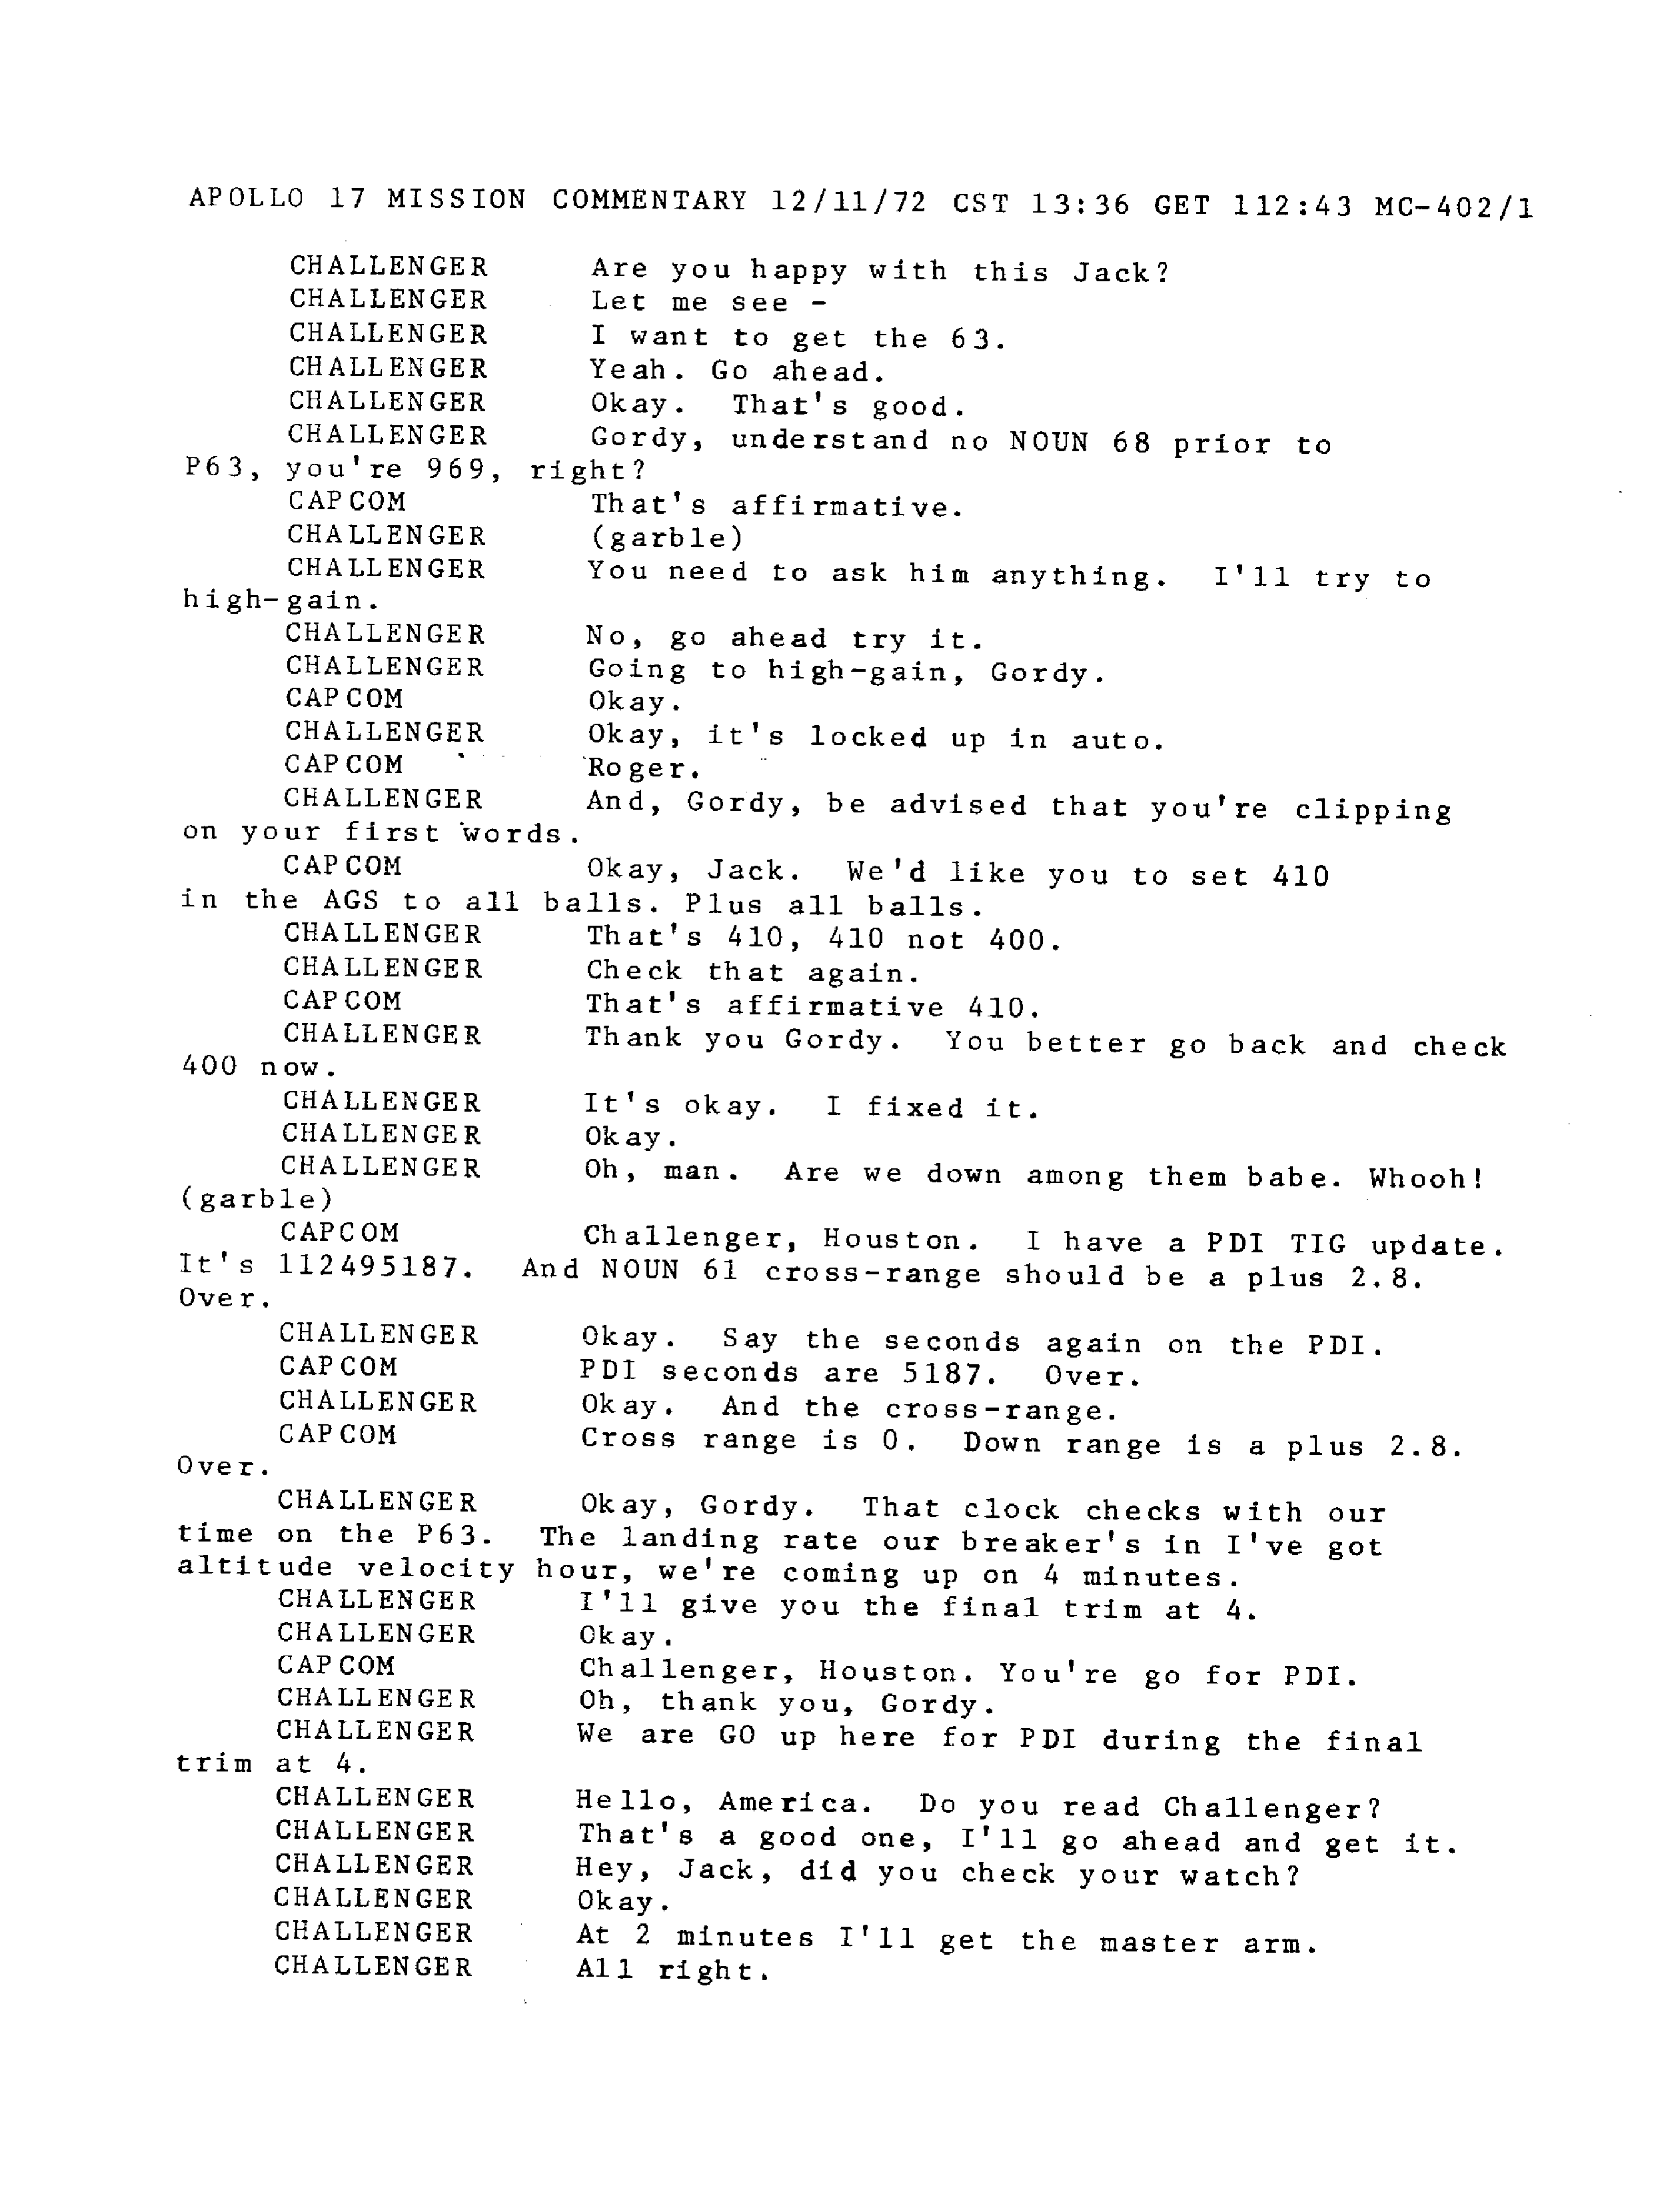 APOLLO 17 MISSION COMMENTARY 12/11/72 CST 13:36 GET 112:43 MC-402/1
CHALLENGER Are you happy with this Jack?
CHALLENGER Let me see -
CHALLENGER I want to get the 63.
CHALLENGER Yeah. Go ahead.
CHALLENGER Okay. That's good.
CHALLENGER Gordy, understand no NOUN 68 prior to
P63, you're 969, right?
CAPCOM That's affirmative.
CHALLENGER (garble)
CHALLENGER You need to ask him anything. I'll try to
high-gain.
CHALLENGER No, go ahead try it.
CHALLENGER Going to high-gain, Gordy.
CAPCOM Okay.
CHALLENGER Okay, it's locked up in auto.
CAPCOM Roger.
CHALLENGER And, Gordy, be advised that you're clipping
on your first words.
CAPCOM Okay, Jack. We'd like you to set 410
in the AGS to all balls. Plus all balls.
CHALLENGER That's 410, 410 not 400.
CHALLENGER Check that again.
CAPCOM That's affirmative 410.
CHALLENGER Thank you Gordy. You better go back and check
400 now.
CHALLENGER It's okay. I fixed it.
CHALLENGER Okay.
CHALLENGER Oh, man. Are we down among them babe. Whooh!
(garble)
CAPCOM Challenger, Houston. I have a PDI TIG update.
It's 112495187. And NOUN 61 cross-range should be a plus 2.8.
Over.
CHALLENGER Okay. Say the seconds again on the PDI.
CAPCOM PDI seconds are 5187. Over.
CHALLENGER Okay. And the cross-range.
CAPCOM Cross range is 0. Down range is a plus 2.8.
Over.
CHALLENGER Okay, Gordy. That clock checks with our
time on the P63. The landing rate our breaker's in I've got
altitude velocity hour, we're coming up on 4 minutes.
CHALLENGER I'll give you the final trim at 4.
CHALLENGER Okay.
CAPCOM Challenger, Houston. You're go for PDI.
CHALLENGER Oh, thank you, Gordy.
CHALLENGER We are GO up here for PDI during the final
trim at 4.
CHALLENGER Hello, America. Do you read Challenger?
CHALLENGER That's a good one, I'll go ahead and get it.
CHALLENGER Hey, Jack, did you check your watch?
CHALLENGER Okay.
CHALLENGER At 2 minutes I'll get the master arm.
CHALLENGER All right.